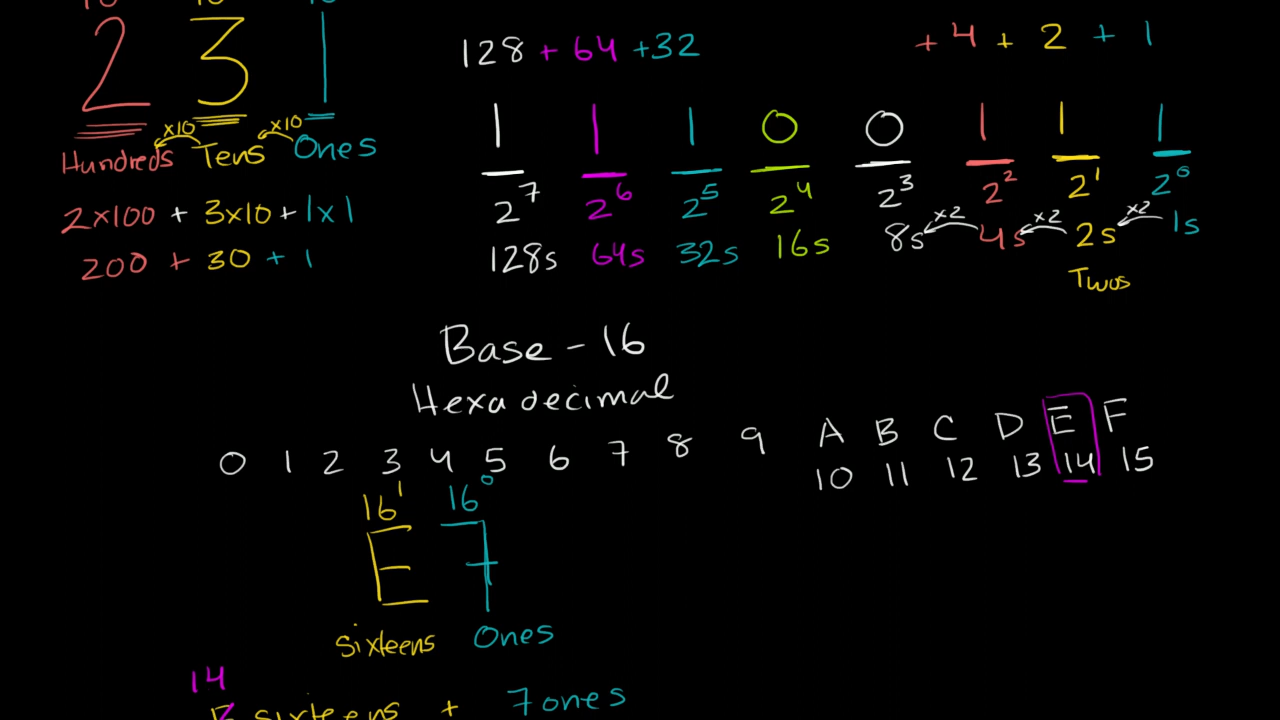 2 3 1
×10 ×10
Hundreds Tens Ones
2×100 + 3×10 + 1×1
200 + 30 + 1
128 + 64 +32 + 4 + 2 + 1
1 1 1 0 0 1 1 1
2^7 2^6 2^5 2^4 2^3 2^2 2^1 2^0
×2 ×2 ×2
128s 64s 32s 16s 8s 4s 2s 1s
Twos
Base-16
Hexadecimal
0 1 2 3 4 5 6 7 8 9 A B C D E F
10 11 12 13 14 15
16^1 16^0
E 7
Sixteens Ones
14
E sixteens + 7 ones